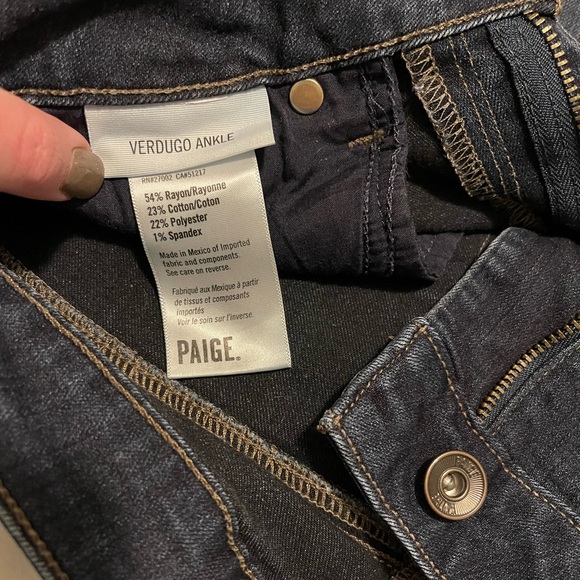 VERDUGO ANKLE
RN#27002 CA#51217
54% Rayon/Rayonne
23% Cotton/Coton
22% Polyester
1% Spandex
Made in Mexico of Imported
fabric and components.
See care on reverse.
Fabriqué aux Mexique à partir
de tissus et composants
importés
Voir le soin sur l'inverse.
PAIGE